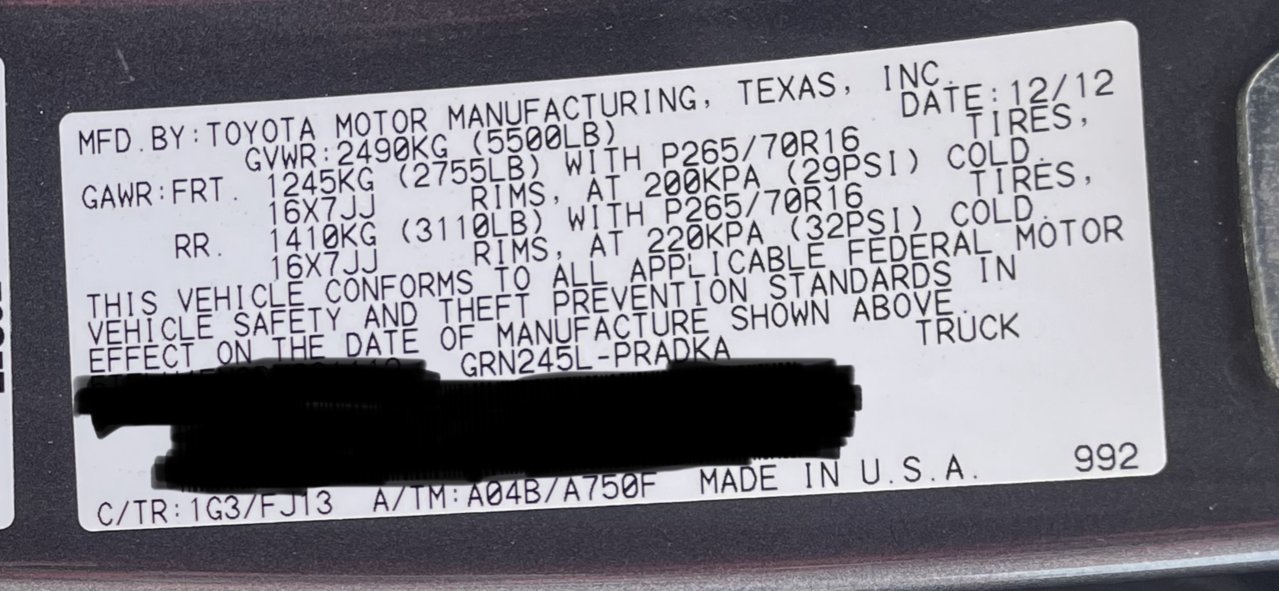 MFD.BY:TOYOTA MOTOR MANUFACTURING, TEXAS, INC.
DATE:12/12
GVWR:2490KG (5500LB)
GAWR:FRT. 1245KG (2755LB) WITH P265/70R16 TIRES,
16X7JJ RIMS, AT 200KPA (29PSI) COLD.
RR. 1410KG (3110LB) WITH P265/70R16 TIRES,
16X7JJ RIMS, AT 220KPA (32PSI) COLD.
THIS VEHICLE CONFORMS TO ALL APPLICABLE FEDERAL MOTOR
VEHICLE SAFETY AND THEFT PREVENTION STANDARDS IN
EFFECT ON THE DATE OF MANUFACTURE SHOWN ABOVE.
GRN245L-PRADKA TRUCK
C/TR:1G3/FJ13 A/TM:A04B/A750F MADE IN U.S.A. 992